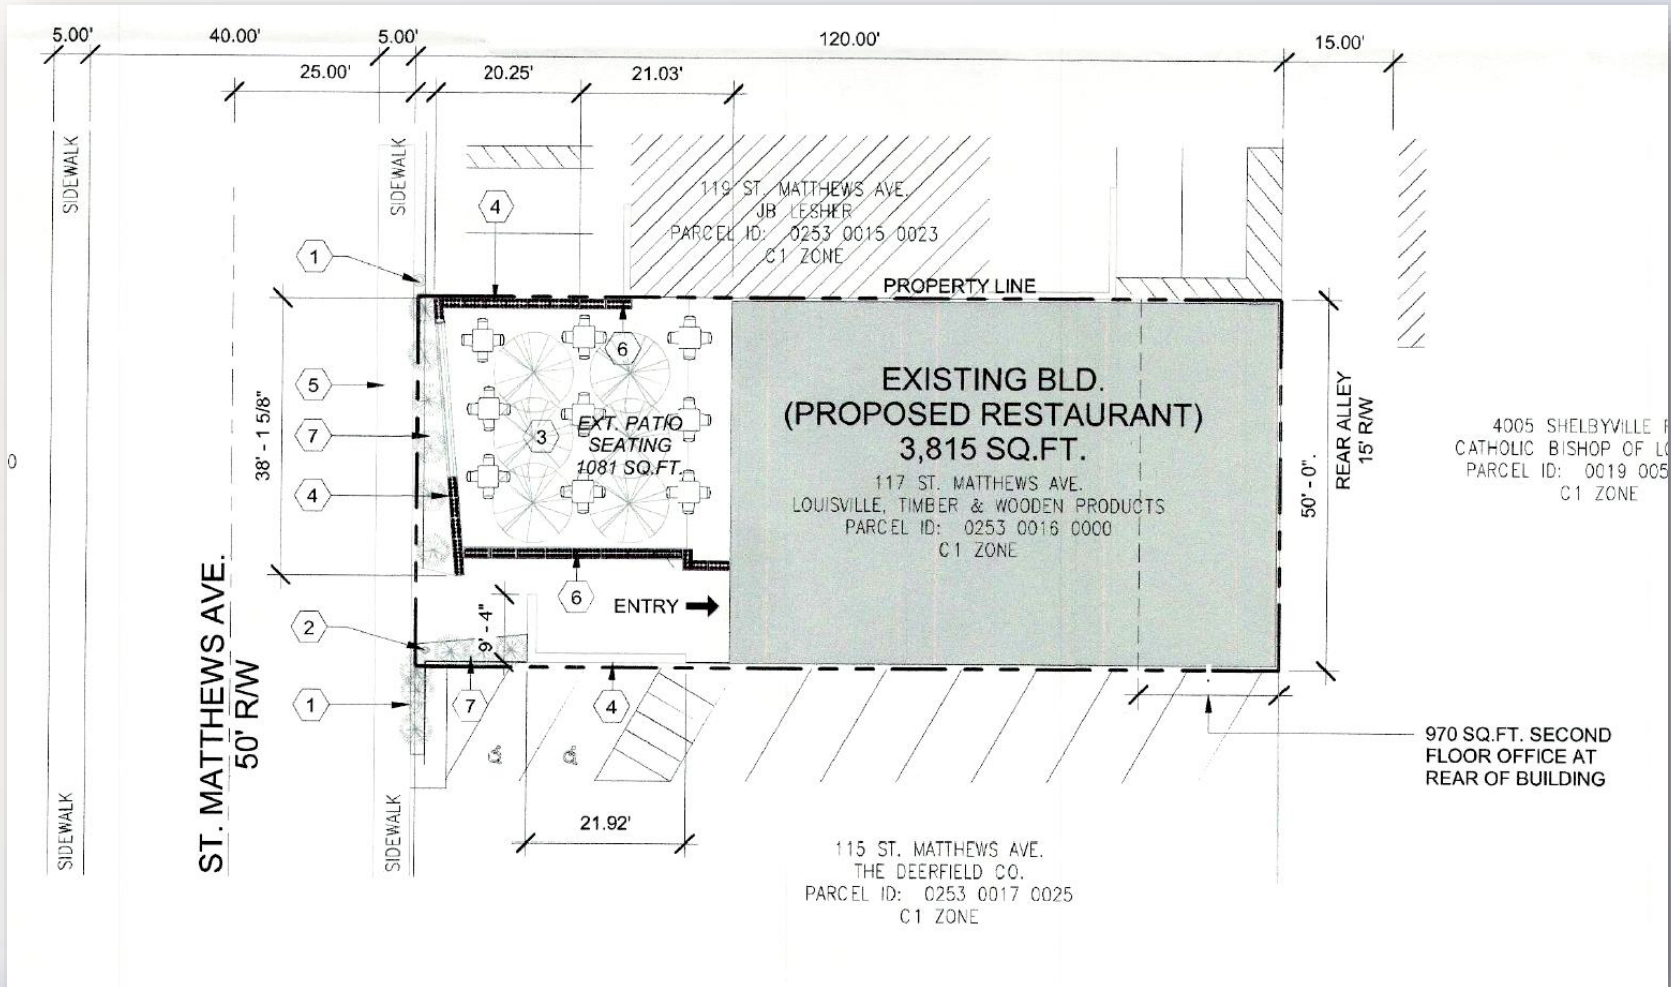 5.00'
40.00'
5.00'
120.00'
15.00'
25.00'
20.25'
21.03'
SIDEWALK
SIDEWALK
119 ST. MATTHEWS AVE.
JB LESHER
PARCEL ID: 0253 0015 0023
C1 ZONE
4
1
PROPERTY LINE
6
5
7
4
38' - 1 5/8"
3
EXT. PATIO
SEATING
1081 SQ.FT.
EXISTING BLD.
(PROPOSED RESTAURANT)
3,815 SQ.FT.
117 ST. MATTHEWS AVE.
LOUISVILLE, TIMBER & WOODEN PRODUCTS
PARCEL ID: 0253 0016 0000
C1 ZONE
50' - 0".
REAR ALLEY
15' R/W
4005 SHELBYVILLE
CATHOLIC BISHOP OF
PARCEL ID: 0019 005
C1 ZONE
0
6
ENTRY
9' - 4"
2
1
7
4
ST. MATTHEWS AVE.
50' R/W
970 SQ.FT. SECOND
FLOOR OFFICE AT
REAR OF BUILDING
SIDEWALK
SIDEWALK
21.92'
115 ST. MATTHEWS AVE.
THE DEERFIELD CO.
PARCEL ID: 0253 0017 0025
C1 ZONE